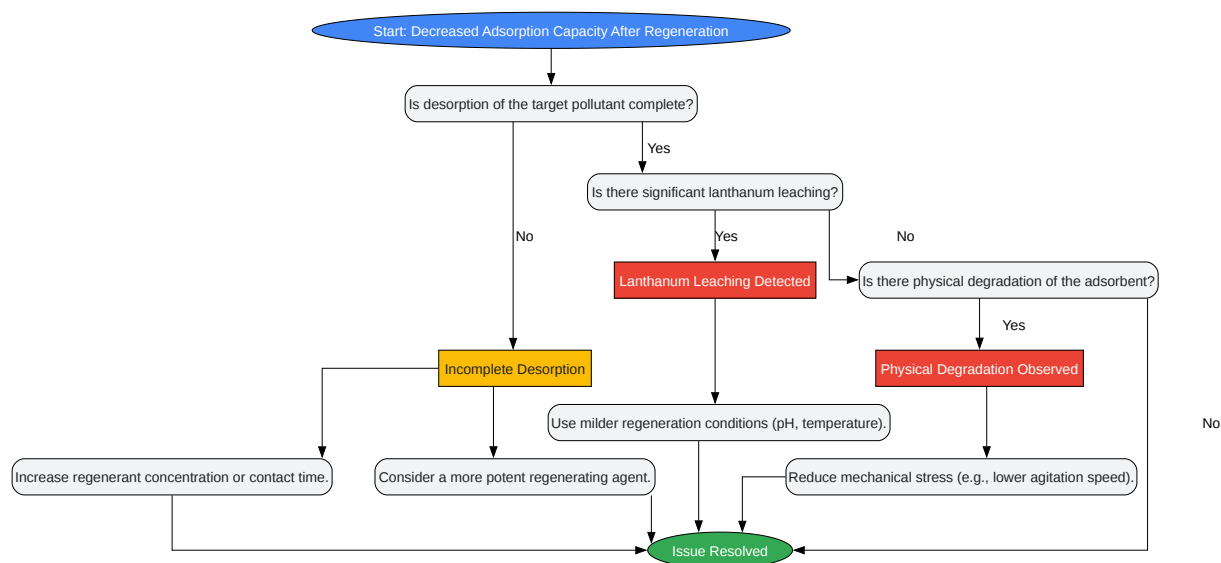 Start: Decreased Adsorption Capacity After Regeneration
Is desorption of the target pollutant complete?
Yes
Is there significant lanthanum leaching?
No
Yes
No
Lanthanum Leaching Detected
Is there physical degradation of the adsorbent?
Yes
Incomplete Desorption
Physical Degradation Observed
Use milder regeneration conditions (pH, temperature).
No
Increase regenerant concentration or contact time.
Consider a more potent regenerating agent.
Reduce mechanical stress (e.g., lower agitation speed).
Issue Resolved